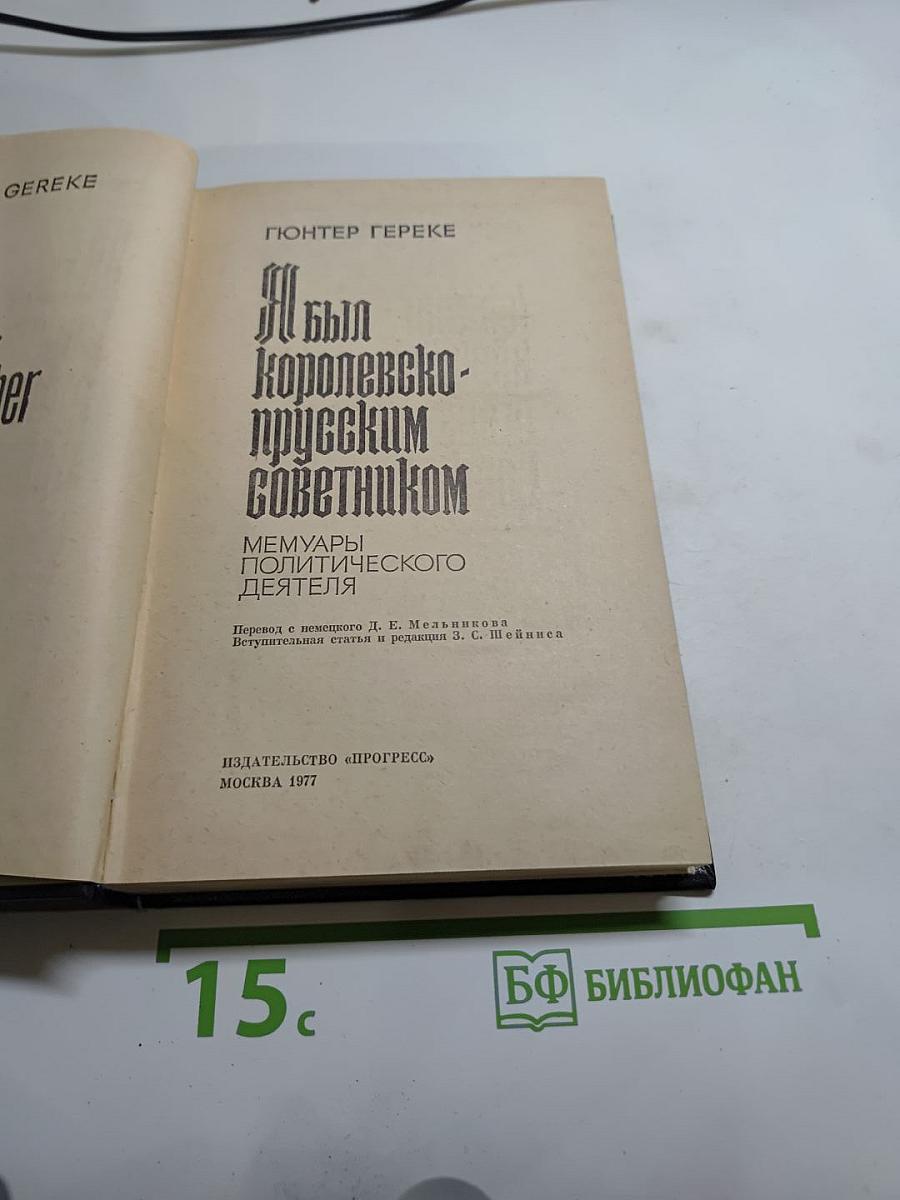 GEREKE
ГЮНТЕР ГЕРЕКЕ
Я был
королевско-
прусским
советником
МЕМУАРЫ
ПОЛИТИЧЕСКОГО
ДЕЯТЕЛЯ
Перевод с немецкого Д. Е. Мельникова
Вступительная статья и редакция З. С. Шейниса
ИЗДАТЕЛЬСТВО «ПРОГРЕСС»
МОСКВА 1977
15 с
БФ БИБЛИОФАН